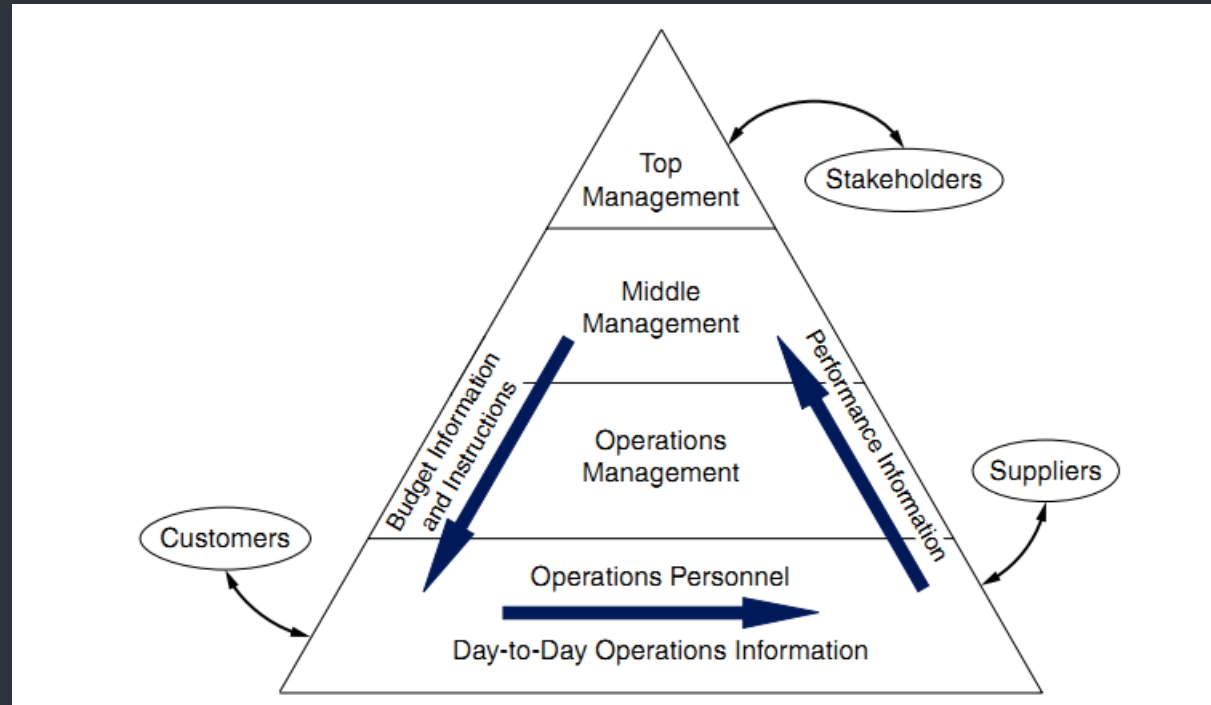 Top
Management
Stakeholders
Middle
Management
Budget Information
and Instructions
Performance Information
Operations
Management
Suppliers
Customers
Operations Personnel
Day-to-Day Operations Information